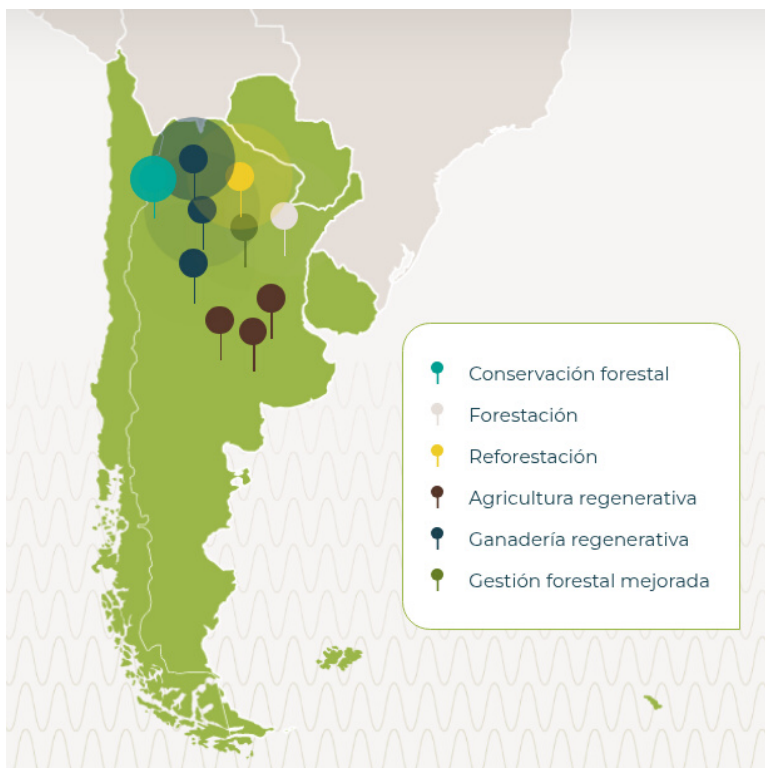 Conservación forestal
Forestación
Reforestación
Agricultura regenerativa
Ganadería regenerativa
Gestión forestal mejorada